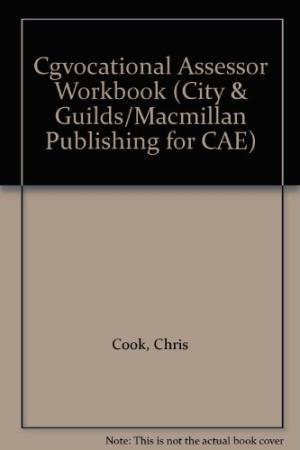 Cgvocational Assessor
Workbook (City &
Guilds/Macmillan
Publishing for CAE)
Cook, Chris
Note: This is not the actual book cover